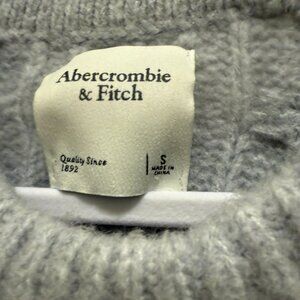 Abercrombie
& Fitch
Quality Since
1892
S
MADE IN
CHINA